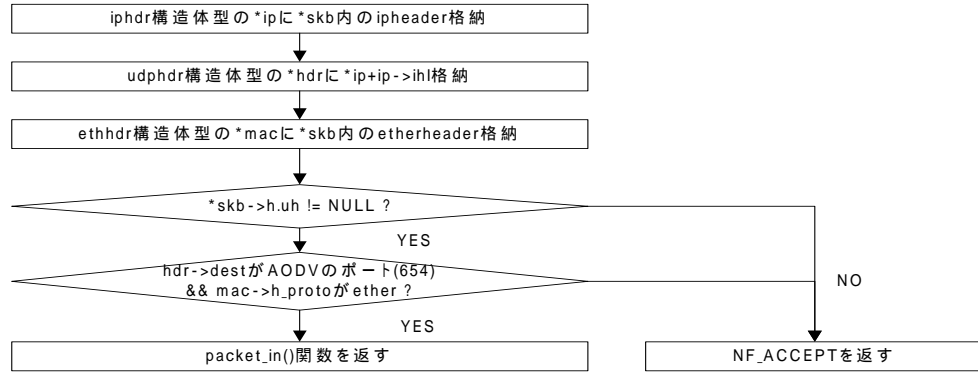 iphdr構造体型の*ipに*skb内のipheader格納
udphdr構造体型の*hdrに*ip+ip->ihl格納
ethhdr構造体型の*macに*skb内のetherheader格納
*skb->h.uh != NULL ?
YES
hdr->destがAODVのポート(654)
&& mac->h_protoがether ?
NO
YES
packet_in()関数を返す
NF_ACCEPTを返す